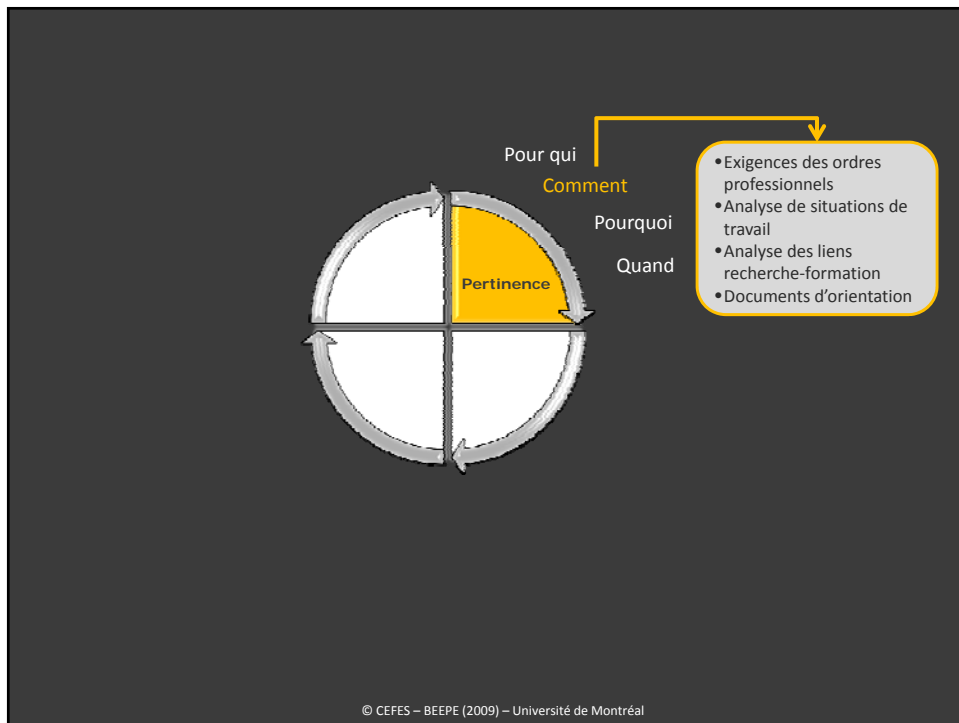 Pour qui
Comment
Pourquoi
Quand
Pertinence
•Exigences des ordres
professionnels
•Analyse de situations de
travail
•Analyse des liens
recherche-formation
•Documents d’orientation
© CEFES – BEEPE (2009) – Université de Montréal